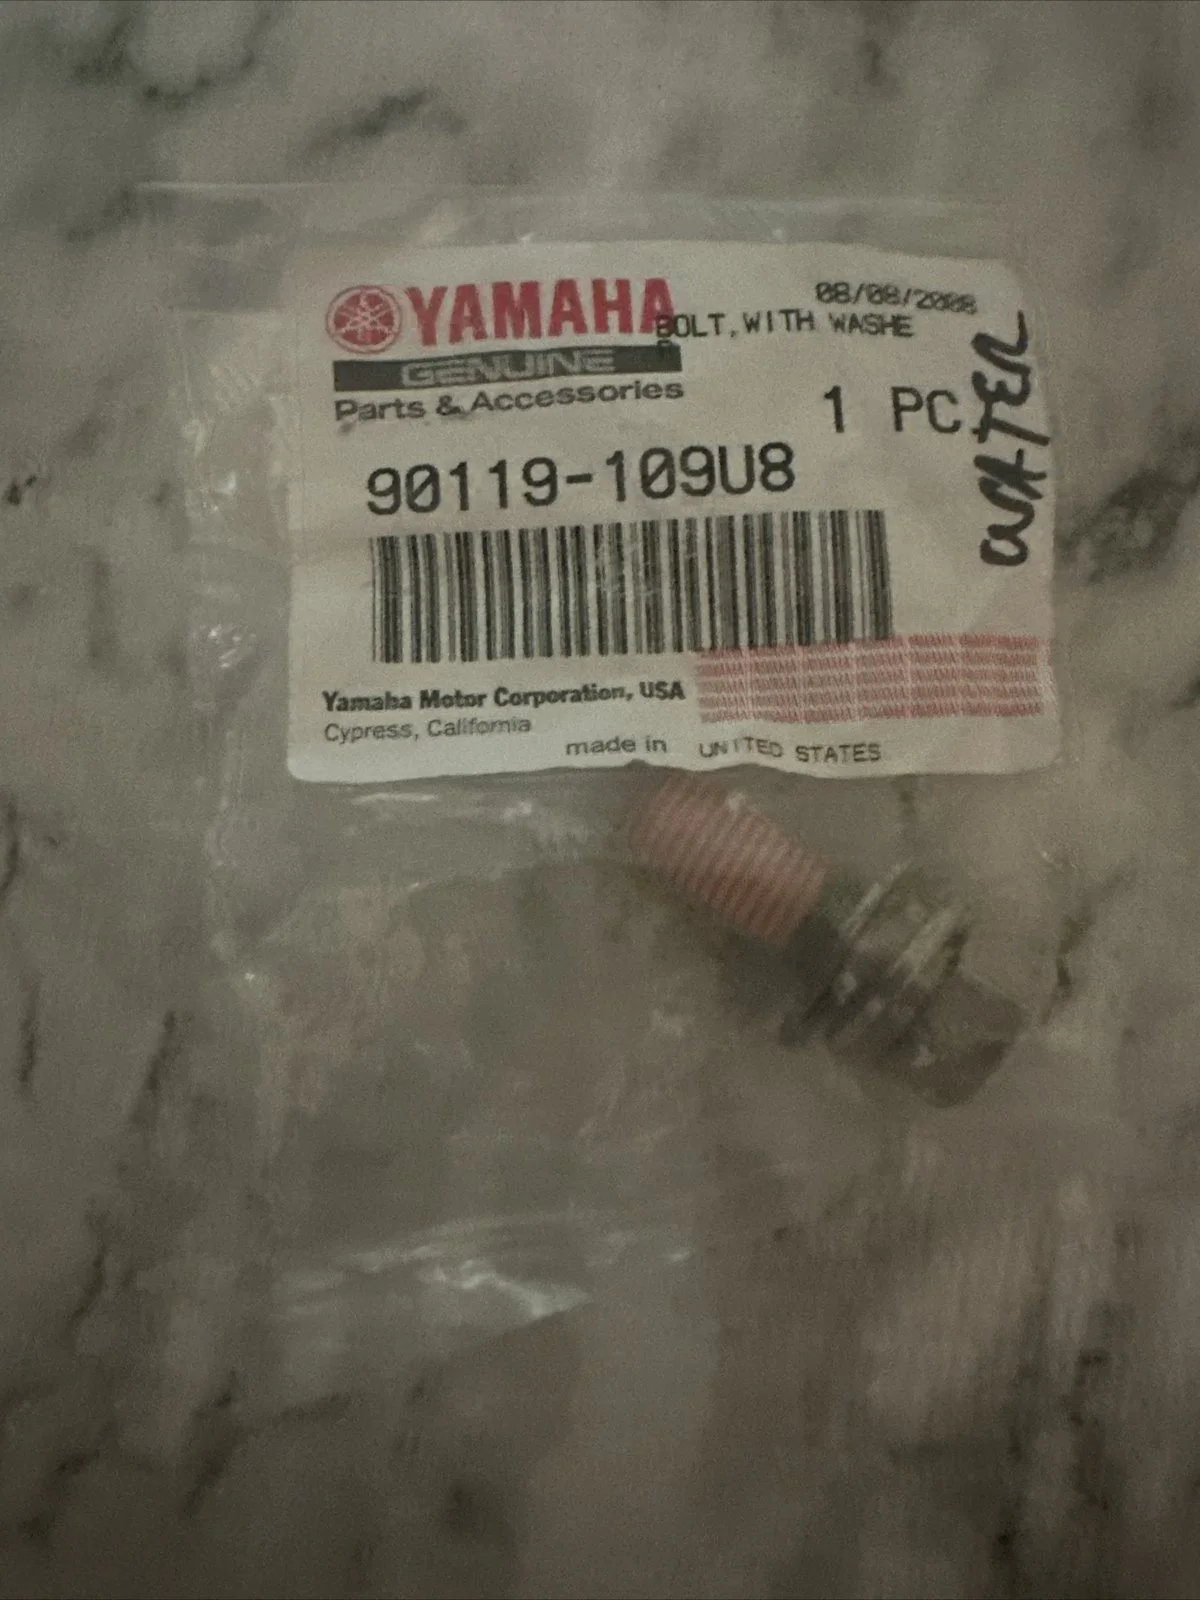 08/08/2008
YAMAHA
BOLT,WITH WASHE
R
GENUINE
Parts & Accessories
1 PC
WATER
90119-109U8
Yamaha Motor Corporation, USA
Cypress, California
made in UNITED STATES